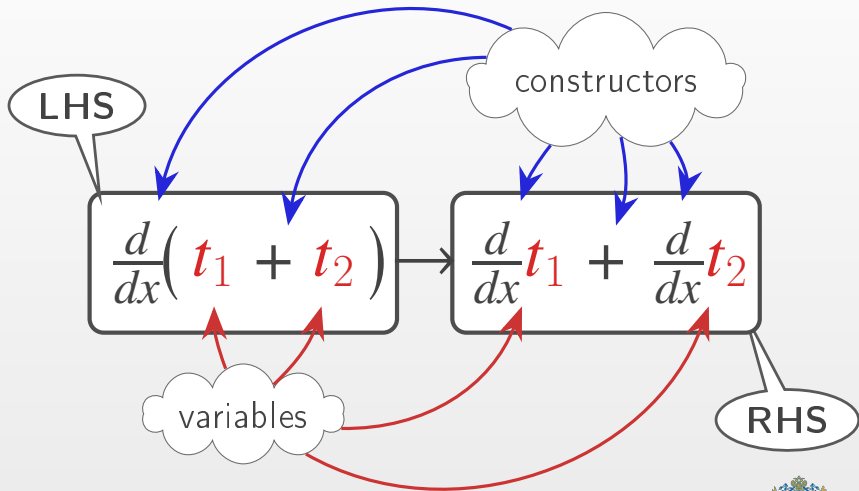 constructors
LHS
d/dx( t₁ + t₂ ) → d/dx t₁ + d/dx t₂
variables
RHS